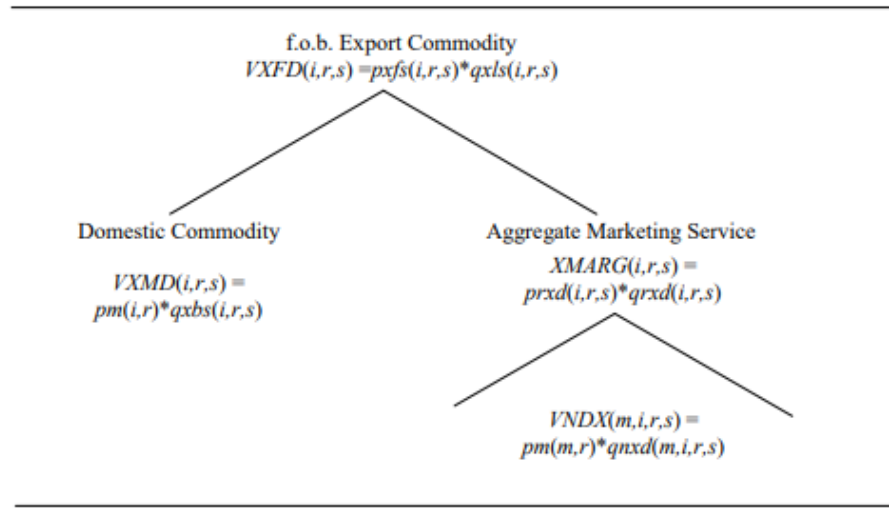 f.o.b. Export Commodity
VXFD(i,r,s) =pxfs(i,r,s)*qxls(i,r,s)
Domestic Commodity
VXMD(i,r,s) =
pm(i,r)*qxbs(i,r,s)
Aggregate Marketing Service
XMARG(i,r,s) =
prxd(i,r,s)*qrxd(i,r,s)
VNDX(m,i,r,s) =
pm(m,r)*qnxd(m,i,r,s)